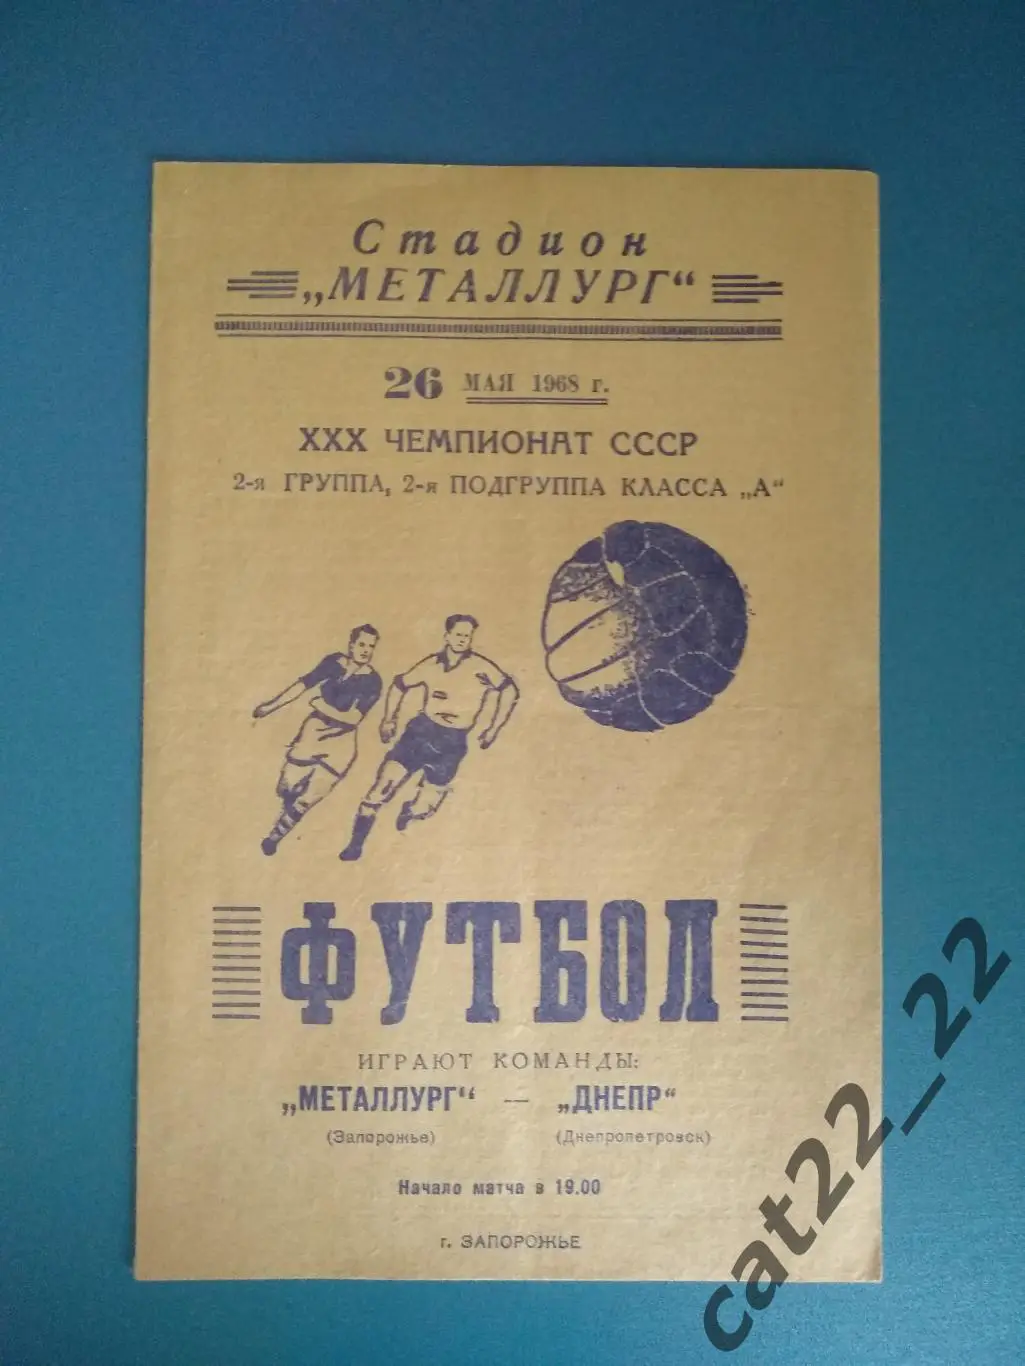 Стадион
„МЕТАЛЛУРГ“
26 МАЯ 1968 г.
XXX ЧЕМПИОНАТ СССР
2-я ГРУППА, 2-я ПОДГРУППА КЛАССА „А“
ФУТБОЛ
ИГРАЮТ КОМАНДЫ:
„МЕТАЛЛУРГ“ — „ДНЕПР“
(Запорожье) (Днепропетровск)
Начало матча в 19.00
г. ЗАПОРОЖЬЕ
cat22_22